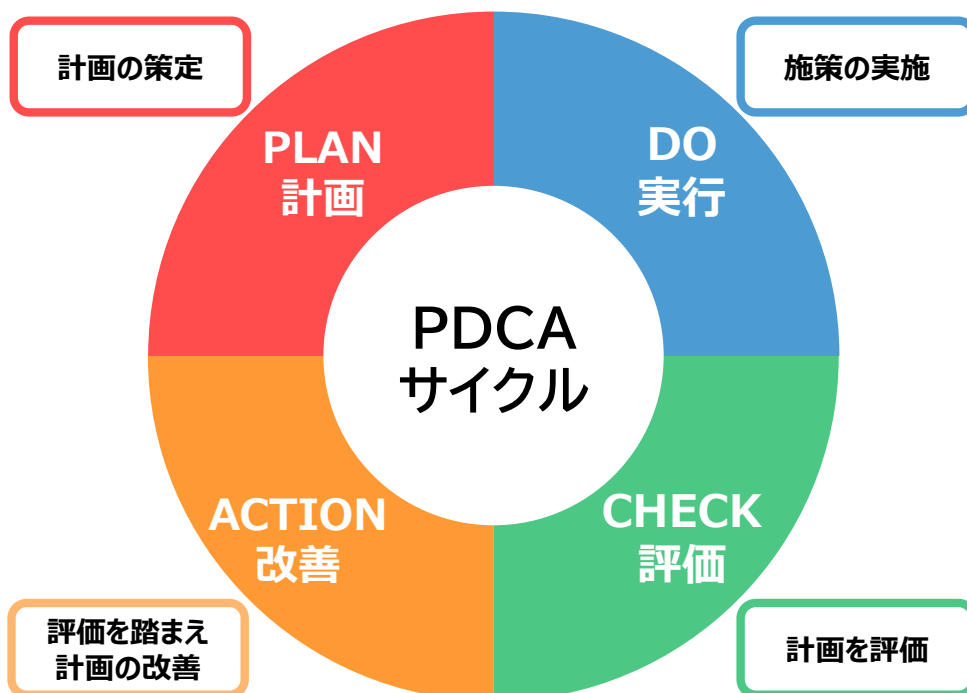 計画の策定
施策の実施
PLAN
計画
DO
実行
PDCA
サイクル
ACTION
改善
CHECK
評価
評価を踏まえ
計画の改善
計画を評価